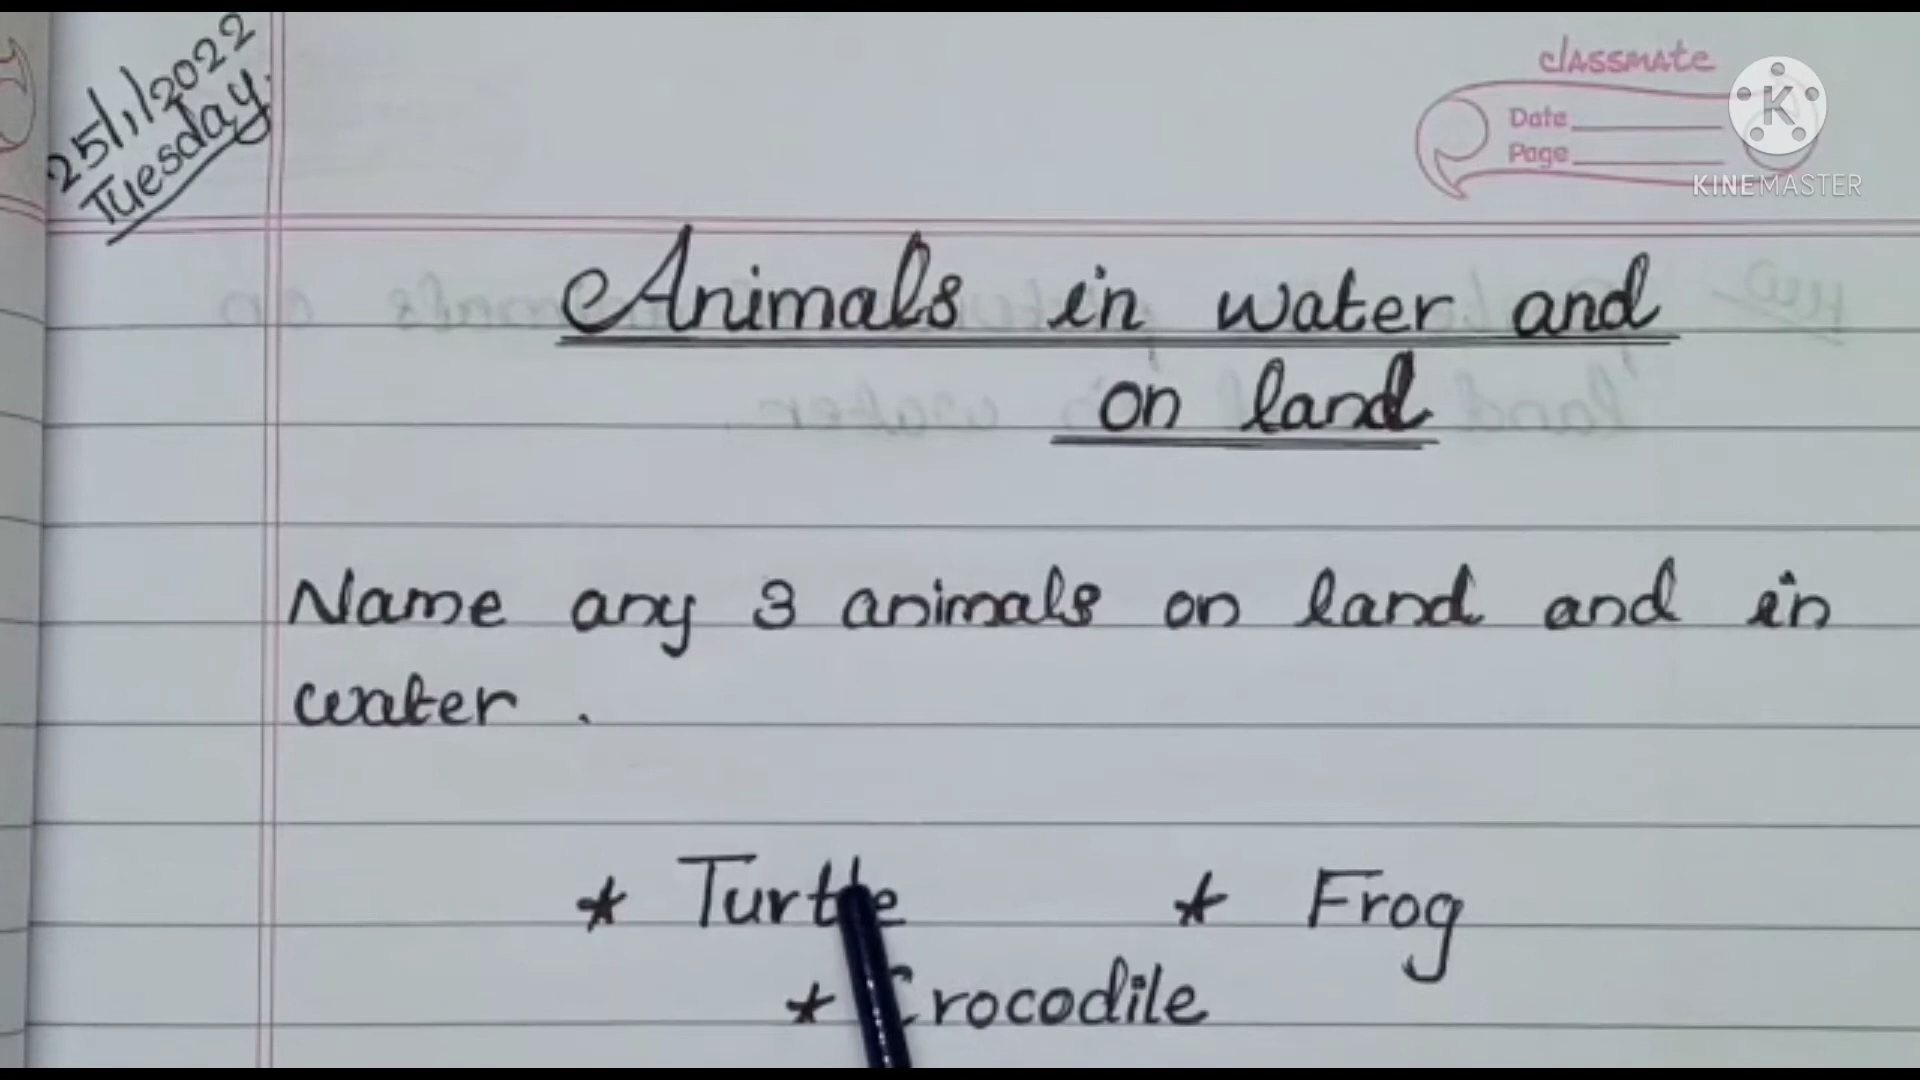 25/1/2022
Tuesday.
classmate
Date
Page
K
KINEMASTER
Animals in water and
on land
Name any 3 animals on land and in
water .
* Turtle * Frog
* Crocodile